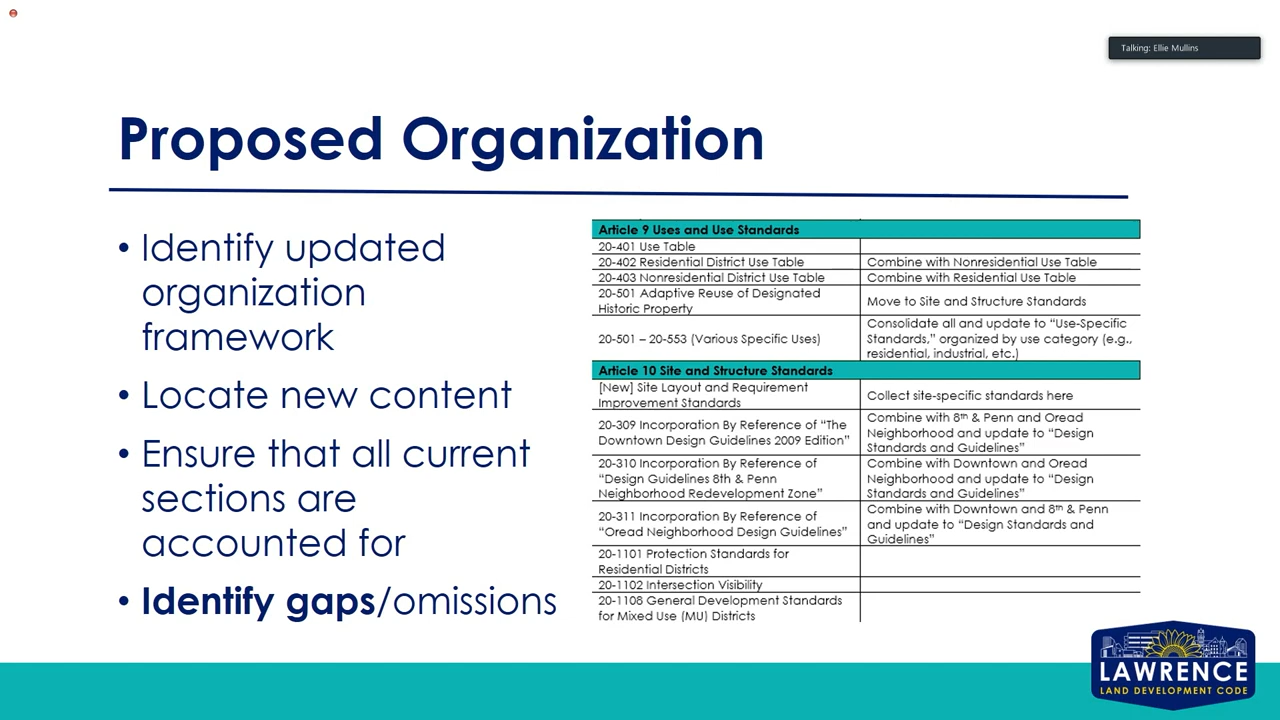 Talking: Ellie Mullins
Proposed Organization
• Identify updated
organization
framework
• Locate new content
• Ensure that all current
sections are
accounted for
• Identify gaps/omissions
Article 9 Uses and Use Standards
20-401 Use Table
20-402 Residential District Use Table
Combine with Nonresidential Use Table
20-403 Nonresidential District Use Table
Combine with Residential Use Table
20-501 Adaptive Reuse of Designated
Historic Property
Move to Site and Structure Standards
20-501 – 20-553 (Various Specific Uses)
Consolidate all and update to “Use-Specific
Standards,” organized by use category (e.g.,
residential, industrial, etc.)
Article 10 Site and Structure Standards
[New] Site Layout and Requirement
Improvement Standards
Collect site-specific standards here
20-309 Incorporation By Reference of “The
Downtown Design Guidelines 2009 Edition”
Combine with 8th & Penn and Oread
Neighborhood and update to “Design
Standards and Guidelines”
20-310 Incorporation By Reference of
“Design Guidelines 8th & Penn
Neighborhood Redevelopment Zone”
Combine with Downtown and Oread
Neighborhood and update to “Design
Standards and Guidelines”
20-311 Incorporation By Reference of
“Oread Neighborhood Design Guidelines”
Combine with Downtown and 8th & Penn
and update to “Design Standards and
Guidelines”
20-1101 Protection Standards for
Residential Districts
20-1102 Intersection Visibility
20-1108 General Development Standards
for Mixed Use (MU) Districts
LAWRENCE
LAND DEVELOPMENT CODE